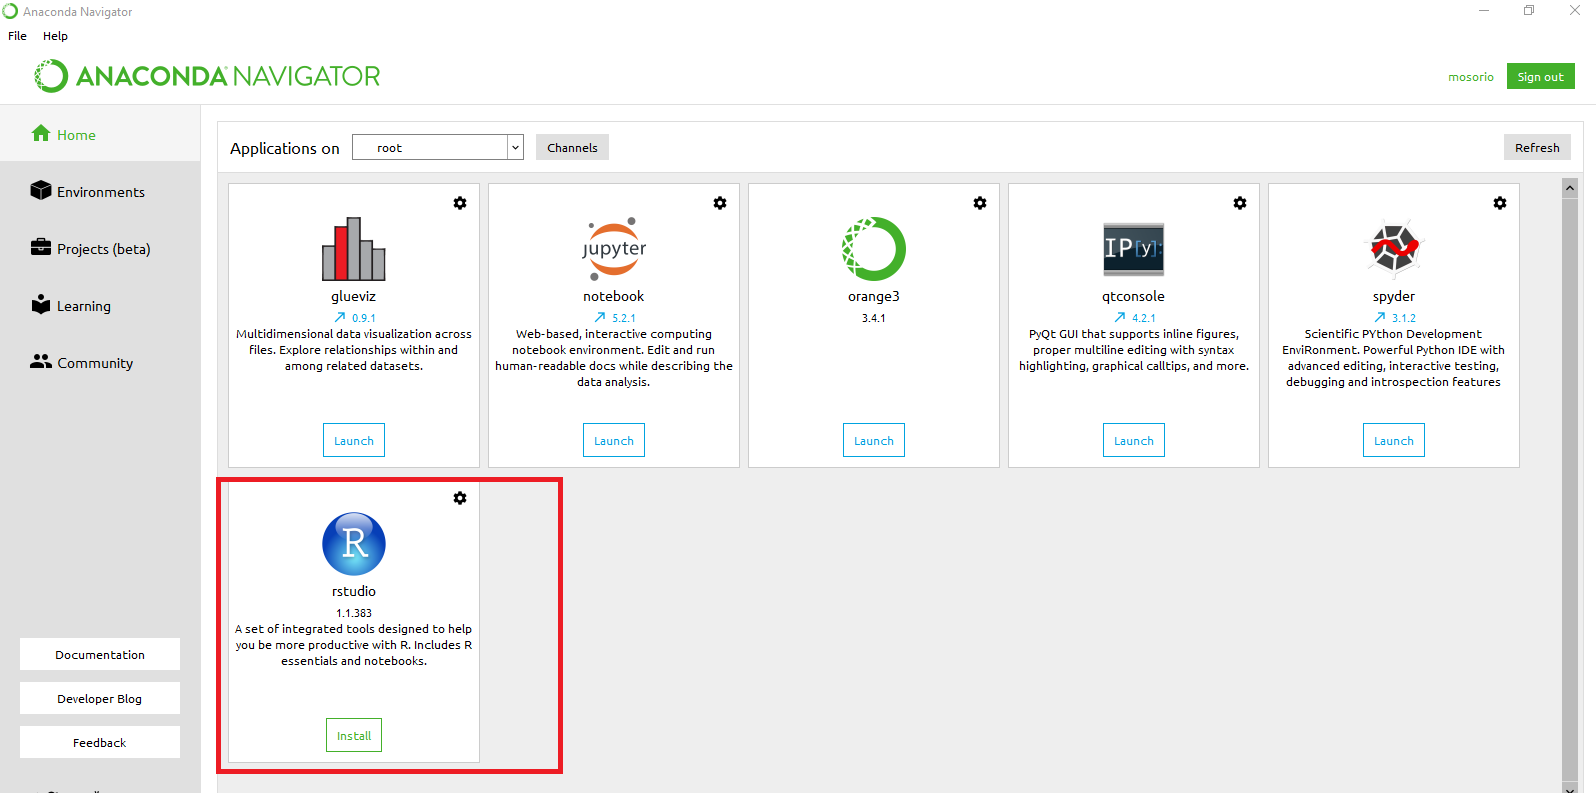 Anaconda Navigator
File Help
ANACONDA NAVIGATOR
mosorio Sign out
Home
Environments
Projects (beta)
Learning
Community
Documentation
Developer Blog
Feedback
Applications on root Channels Refresh
glueviz
0.9.1
Multidimensional data visualization across
files. Explore relationships within and
among related datasets.
Launch
jupyter
notebook
5.2.1
Web-based, interactive computing
notebook environment. Edit and run
human-readable docs while describing the
data analysis.
Launch
orange3
3.4.1
Launch
IP[y]:
qtconsole
4.2.1
PyQt GUI that supports inline figures,
proper multiline editing with syntax
highlighting, graphical calltips, and more.
Launch
spyder
3.1.2
Scientific PYthon Development
EnviRonment. Powerful Python IDE with
advanced editing, interactive testing,
debugging and introspection features
Launch
R
rstudio
1.1.383
A set of integrated tools designed to help
you be more productive with R. Includes R
essentials and notebooks.
Install